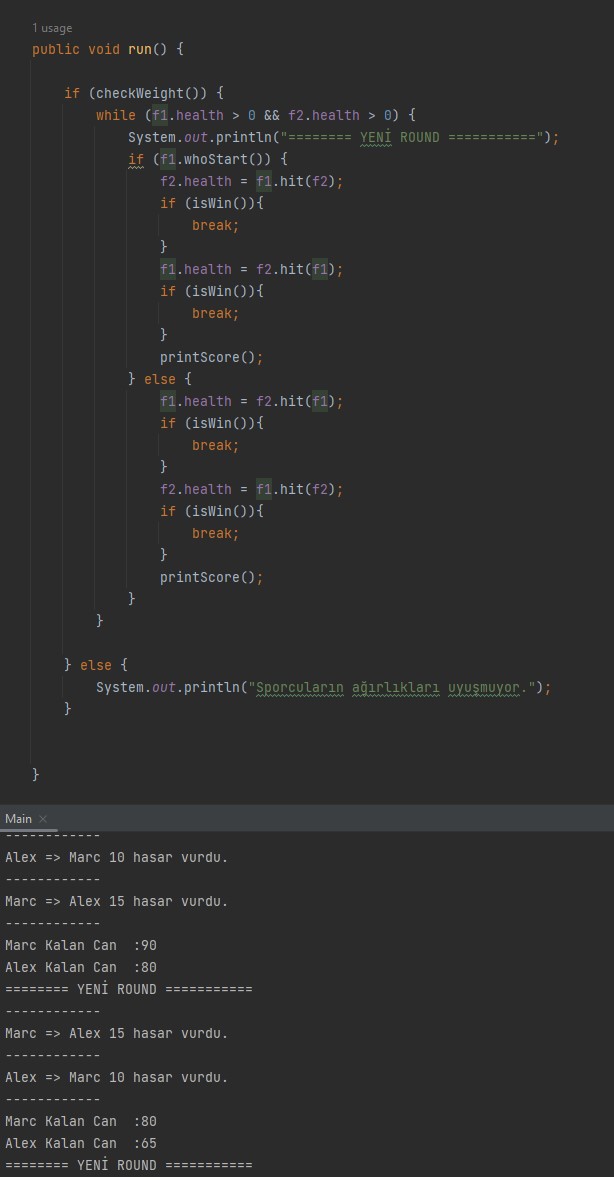 1 usage
public void run() {
if (checkWeight()) {
while (f1.health > 0 && f2.health > 0) {
System.out.println("======== YENİ ROUND ===========");
if (f1.whoStart()) {
f2.health = f1.hit(f2);
if (isWin()){
break;
}
f1.health = f2.hit(f1);
if (isWin()){
break;
}
printScore();
} else {
f1.health = f2.hit(f1);
if (isWin()){
break;
}
f2.health = f1.hit(f2);
if (isWin()){
break;
}
printScore();
}
}
} else {
System.out.println("Sporcuların ağırlıkları uyuşmuyor.");
}
}
Main ×
------------
Alex => Marc 10 hasar vurdu.
------------
Marc => Alex 15 hasar vurdu.
------------
Marc Kalan Can  :90
Alex Kalan Can  :80
======== YENİ ROUND ===========
------------
Marc => Alex 15 hasar vurdu.
------------
Alex => Marc 10 hasar vurdu.
------------
Marc Kalan Can  :80
Alex Kalan Can  :65
======== YENİ ROUND ===========